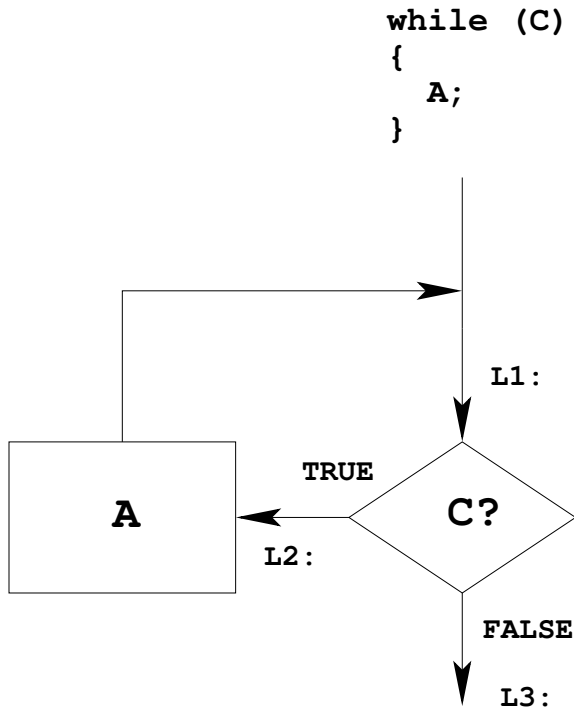 while (C)
{
A;
}
L1:
TRUE
A
C?
L2:
FALSE
L3: